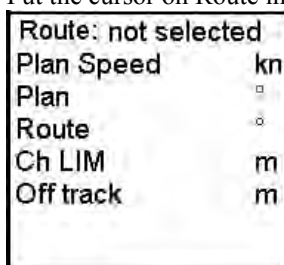 Put the cursor on Route in
Route: not selected
Plan Speed kn
Plan °
Route °
Ch LIM m
Off track m